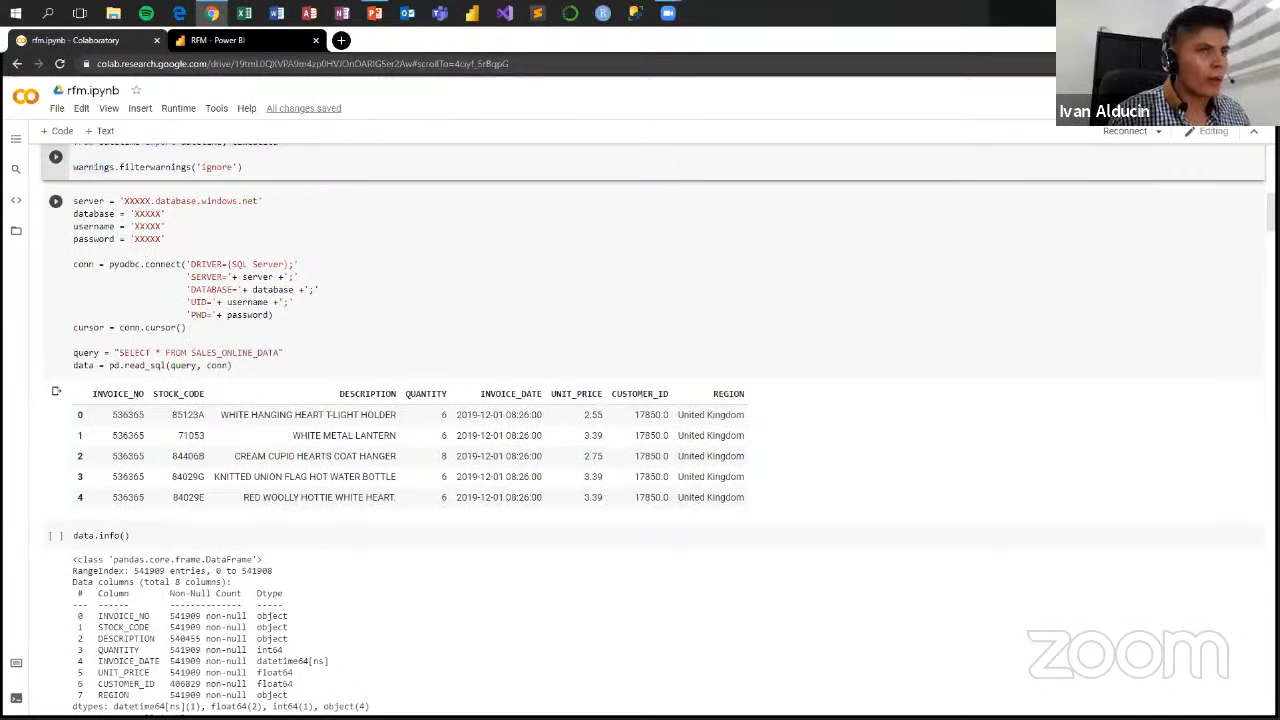 rfm.ipynb - Colaboratory
RFM - Power BI
colab.research.google.com/drive/19tmL0QXVPA9m4zp0HVJOnOARlG5er2Aw#scrollTo=4ciyf_5rBqpG
rfm.ipynb
File Edit View Insert Runtime Tools Help All changes saved
Ivan Alducin
+ Code + Text
Reconnect
Editing
warnings.filterwarnings('ignore')
server = 'XXXXX.database.windows.net'
database = 'XXXXX'
username = 'XXXXX'
password = 'XXXXX'
conn = pyodbc.connect('DRIVER={SQL Server};'
'SERVER='+ server +';'
'DATABASE='+ database +';'
'UID='+ username +';'
'PWD='+ password)
cursor = conn.cursor()
query = "SELECT * FROM SALES_ONLINE_DATA"
data = pd.read_sql(query, conn)
INVOICE_NO STOCK_CODE DESCRIPTION QUANTITY INVOICE_DATE UNIT_PRICE CUSTOMER_ID REGION
0 536365 85123A WHITE HANGING HEART T-LIGHT HOLDER 6 2019-12-01 08:26:00 2.55 17850.0 United Kingdom
1 536365 71053 WHITE METAL LANTERN 6 2019-12-01 08:26:00 3.39 17850.0 United Kingdom
2 536365 84406B CREAM CUPID HEARTS COAT HANGER 8 2019-12-01 08:26:00 2.75 17850.0 United Kingdom
3 536365 84029G KNITTED UNION FLAG HOT WATER BOTTLE 6 2019-12-01 08:26:00 3.39 17850.0 United Kingdom
4 536365 84029E RED WOOLLY HOTTIE WHITE HEART. 6 2019-12-01 08:26:00 3.39 17850.0 United Kingdom
[ ] data.info()
<class 'pandas.core.frame.DataFrame'>
RangeIndex: 541909 entries, 0 to 541908
Data columns (total 8 columns):
# Column Non-Null Count Dtype
--- ------ -------------- -----
0 INVOICE_NO 541909 non-null object
1 STOCK_CODE 541909 non-null object
2 DESCRIPTION 540455 non-null object
3 QUANTITY 541909 non-null int64
4 INVOICE_DATE 541909 non-null datetime64[ns]
5 UNIT_PRICE 541909 non-null float64
6 CUSTOMER_ID 406829 non-null float64
7 REGION 541909 non-null object
dtypes: datetime64[ns](1), float64(2), int64(1), object(4)
zoom